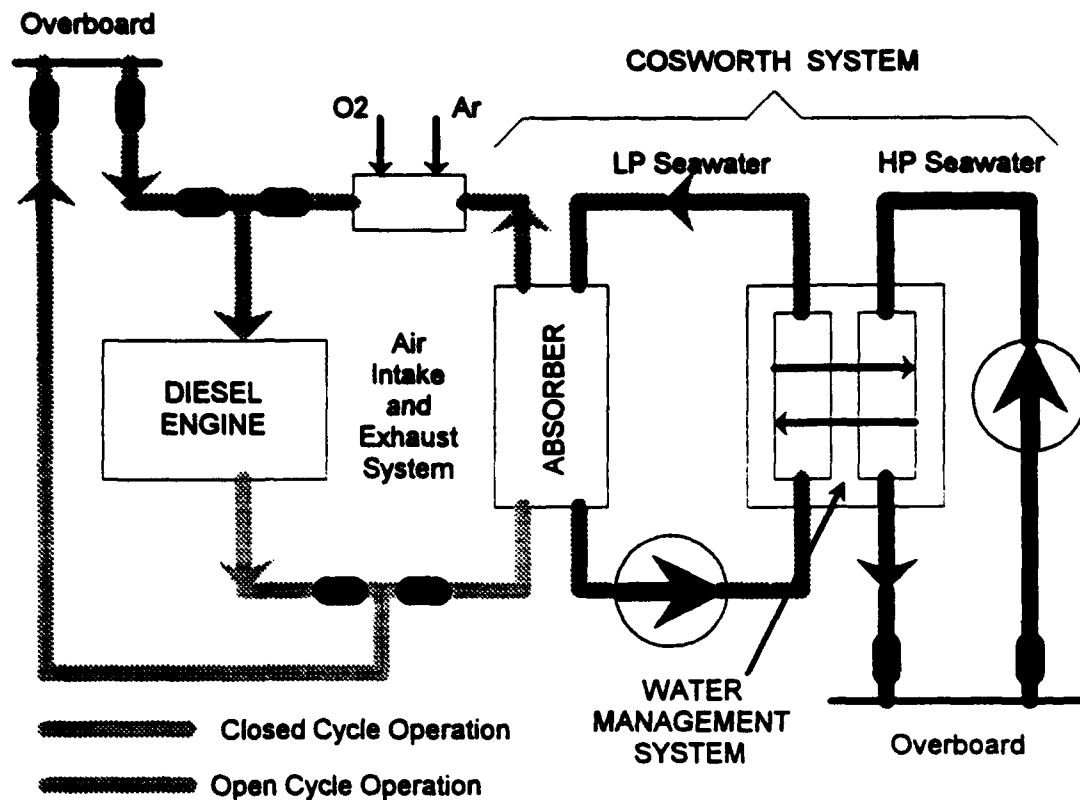 Overboard
COSWORTH SYSTEM
O2
Ar
LP Seawater
HP Seawater
DIESEL
ENGINE
Air
Intake
and
Exhaust
System
ABSORBER
WATER
MANAGEMENT
SYSTEM
Overboard
Closed Cycle Operation
Open Cycle Operation